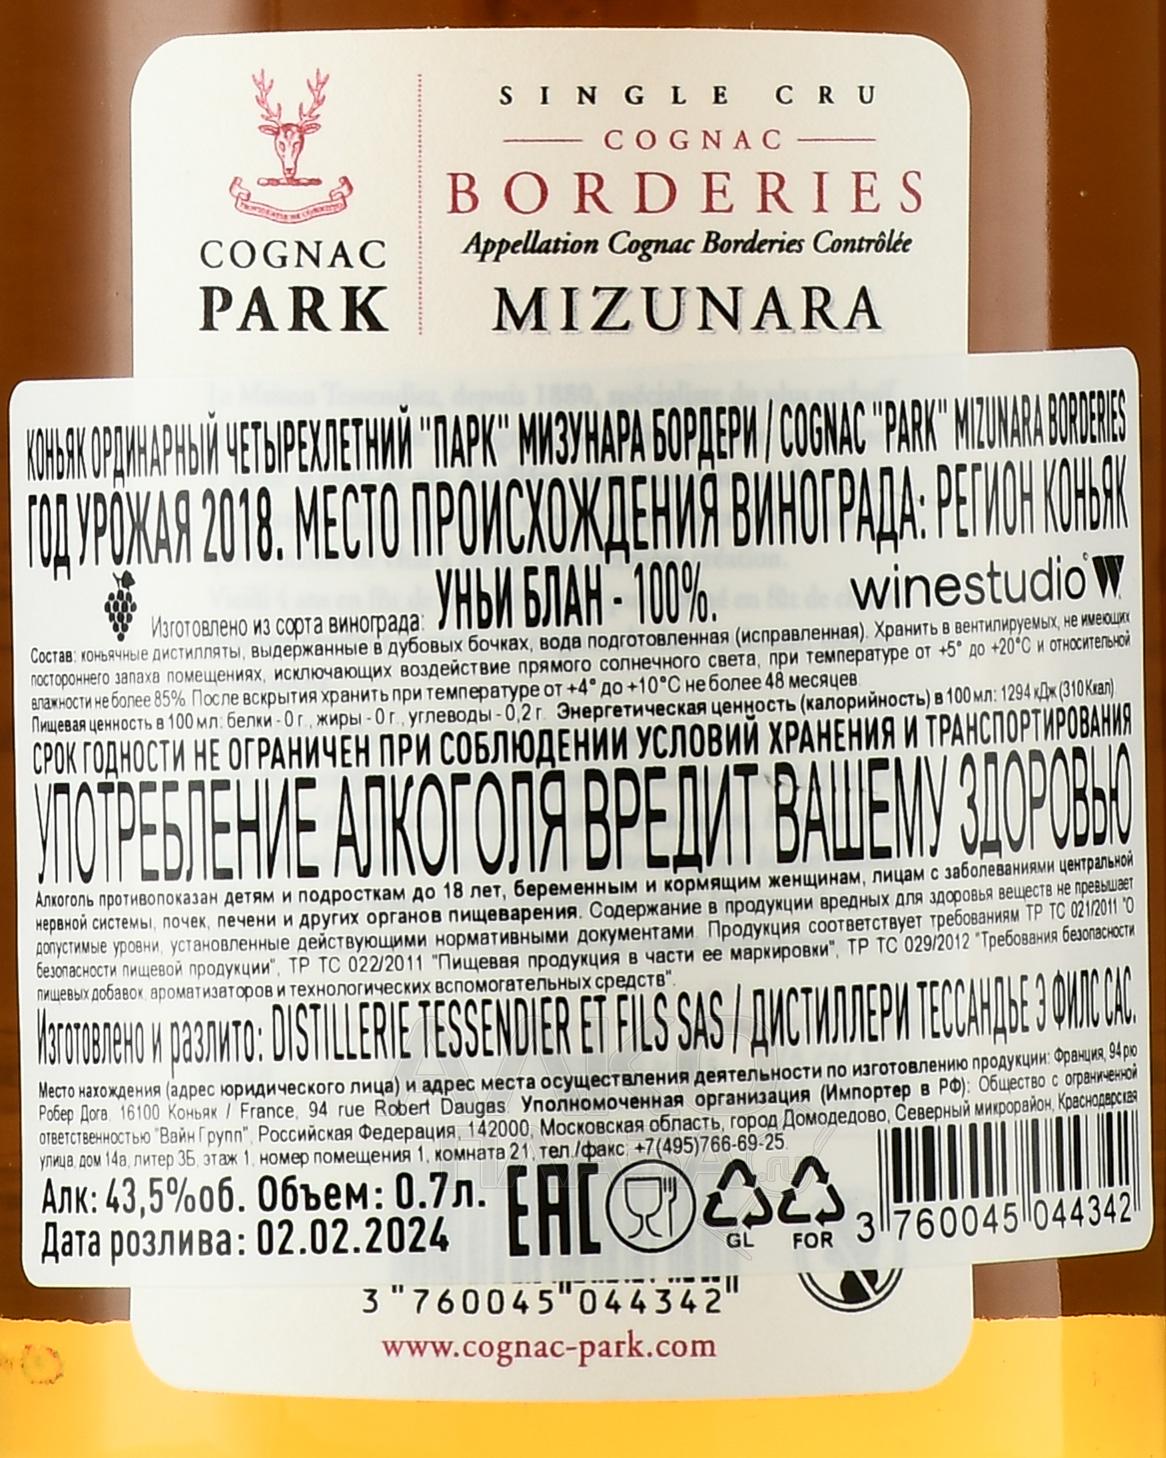 SINGLE CRU
COGNAC
BORDERIES
Appellation Cognac Borderies Contrôlée
MIZUNARA
COGNAC
PARK
КОНЬЯК ОРДИНАРНЫЙ ЧЕТЫРЕХЛЕТНИЙ "ПАРК" МИЗУНАРА БОРДЕРИ / COGNAC "PARK" MIZUNARA BORDERIES
ГОД УРОЖАЯ 2018. МЕСТО ПРОИСХОЖДЕНИЯ ВИНОГРАДА: РЕГИОН КОНЬЯК
Изготовлено из сорта винограда: УНЬИ БЛАН - 100%.
winestudio
Состав: коньячные дистилляты, выдержанные в дубовых бочках, вода подготовленная (исправленная). Хранить в вентилируемых, не имеющих
постороннего запаха помещениях, исключающих воздействие прямого солнечного света, при температуре от +5° до +20°С и относительной
влажности не более 85%. После вскрытия хранить при температуре от +4° до +10°С не более 48 месяцев.
Пищевая ценность в 100 мл: белки - 0 г., жиры - 0 г., углеводы - 0,2 г. Энергетическая ценность (калорийность) в 100 мл: 1294 кДж (310 Ккал).
СРОК ГОДНОСТИ НЕ ОГРАНИЧЕН ПРИ СОБЛЮДЕНИИ УСЛОВИЙ ХРАНЕНИЯ И ТРАНСПОРТИРОВАНИЯ
УПОТРЕБЛЕНИЕ АЛКОГОЛЯ ВРЕДИТ ВАШЕМУ ЗДОРОВЬЮ
Алкоголь противопоказан детям и подросткам до 18 лет, беременным и кормящим женщинам, лицам с заболеваниями центральной
нервной системы, почек, печени и других органов пищеварения. Содержание в продукции вредных для здоровья веществ не превышает
допустимые уровни, установленные действующими нормативными документами. Продукция соответствует требованиям ТР ТС 021/2011 "О
безопасности пищевой продукции", ТР ТС 022/2011 "Пищевая продукция в части ее маркировки", ТР ТС 029/2012 "Требования безопасности
пищевых добавок, ароматизаторов и технологических вспомогательных средств".
Изготовлено и разлито: DISTILLERIE TESSENDIER ET FILS SAS / ДИСТИЛЛЕРИ ТЕССАНДЬЕ Э ФИЛС САС.
Место нахождения (адрес юридического лица) и адрес места осуществления деятельности по изготовлению продукции: Франция, 94 рю
Робер Дога, 16100 Коньяк / France, 94 rue Robert Daugas. Уполномоченная организация (Импортер в РФ): Общество с ограниченной
ответственностью "Вайн Групп", Российская Федерация, 142000, Московская область, город Домодедово, Северный микрорайон, Краснодарская
улица, дом 14а, литер 3Б, этаж 1, номер помещения 1, комната 21, тел./факс: +7(495)766-69-25.
Алк: 43,5%об. Объем: 0.7л.
Дата розлива: 02.02.2024
EAC
GL
FOR
3 760045 044342
3 760045 044342
www.cognac-park.com